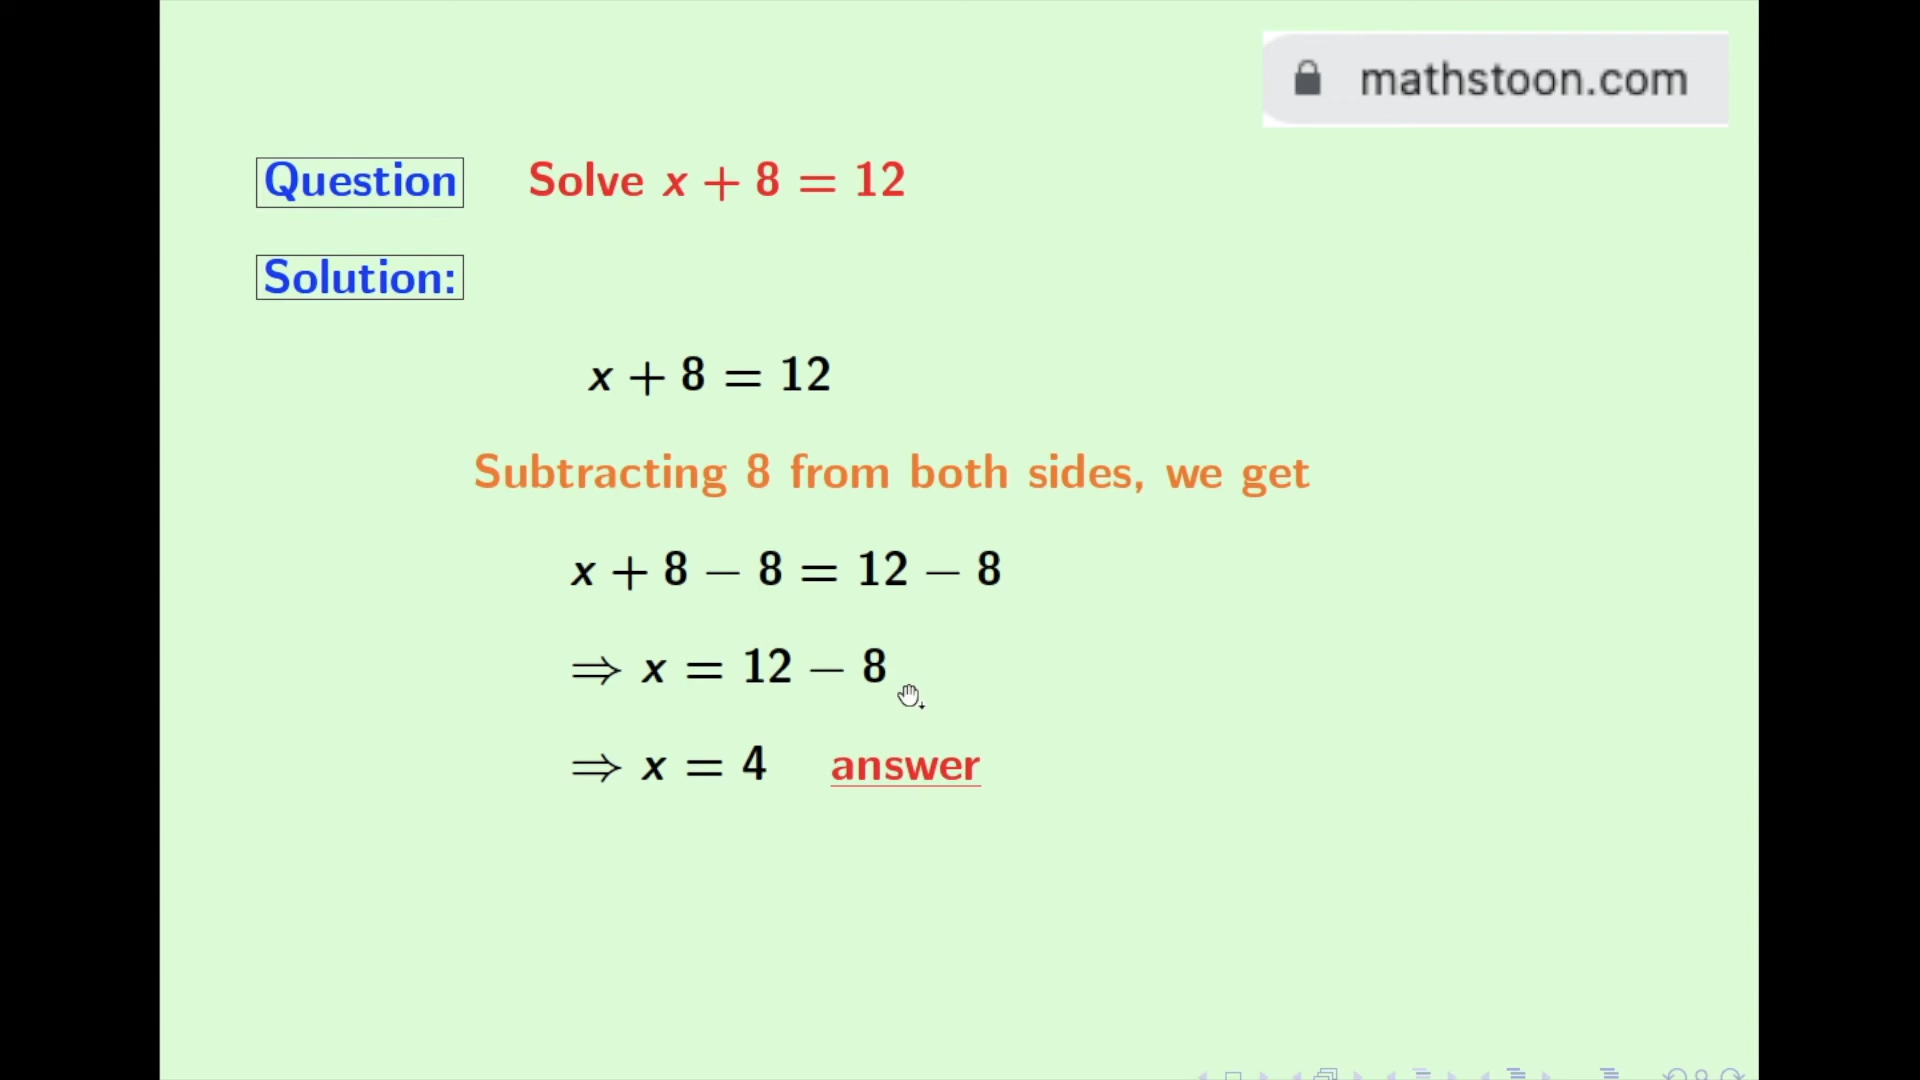 mathstoon.com
Question Solve x + 8 = 12
Solution:
x + 8 = 12
Subtracting 8 from both sides, we get
x + 8 − 8 = 12 − 8
⇒ x = 12 − 8
⇒ x = 4 answer